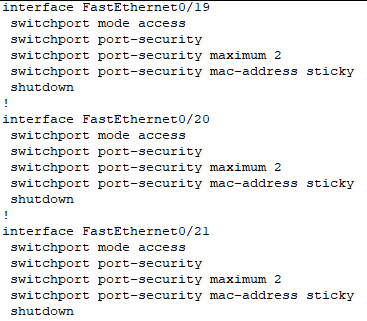 interface FastEthernet0/19
 switchport mode access
 switchport port-security
 switchport port-security maximum 2
 switchport port-security mac-address sticky
 shutdown
!
interface FastEthernet0/20
 switchport mode access
 switchport port-security
 switchport port-security maximum 2
 switchport port-security mac-address sticky
 shutdown
!
interface FastEthernet0/21
 switchport mode access
 switchport port-security
 switchport port-security maximum 2
 switchport port-security mac-address sticky
 shutdown